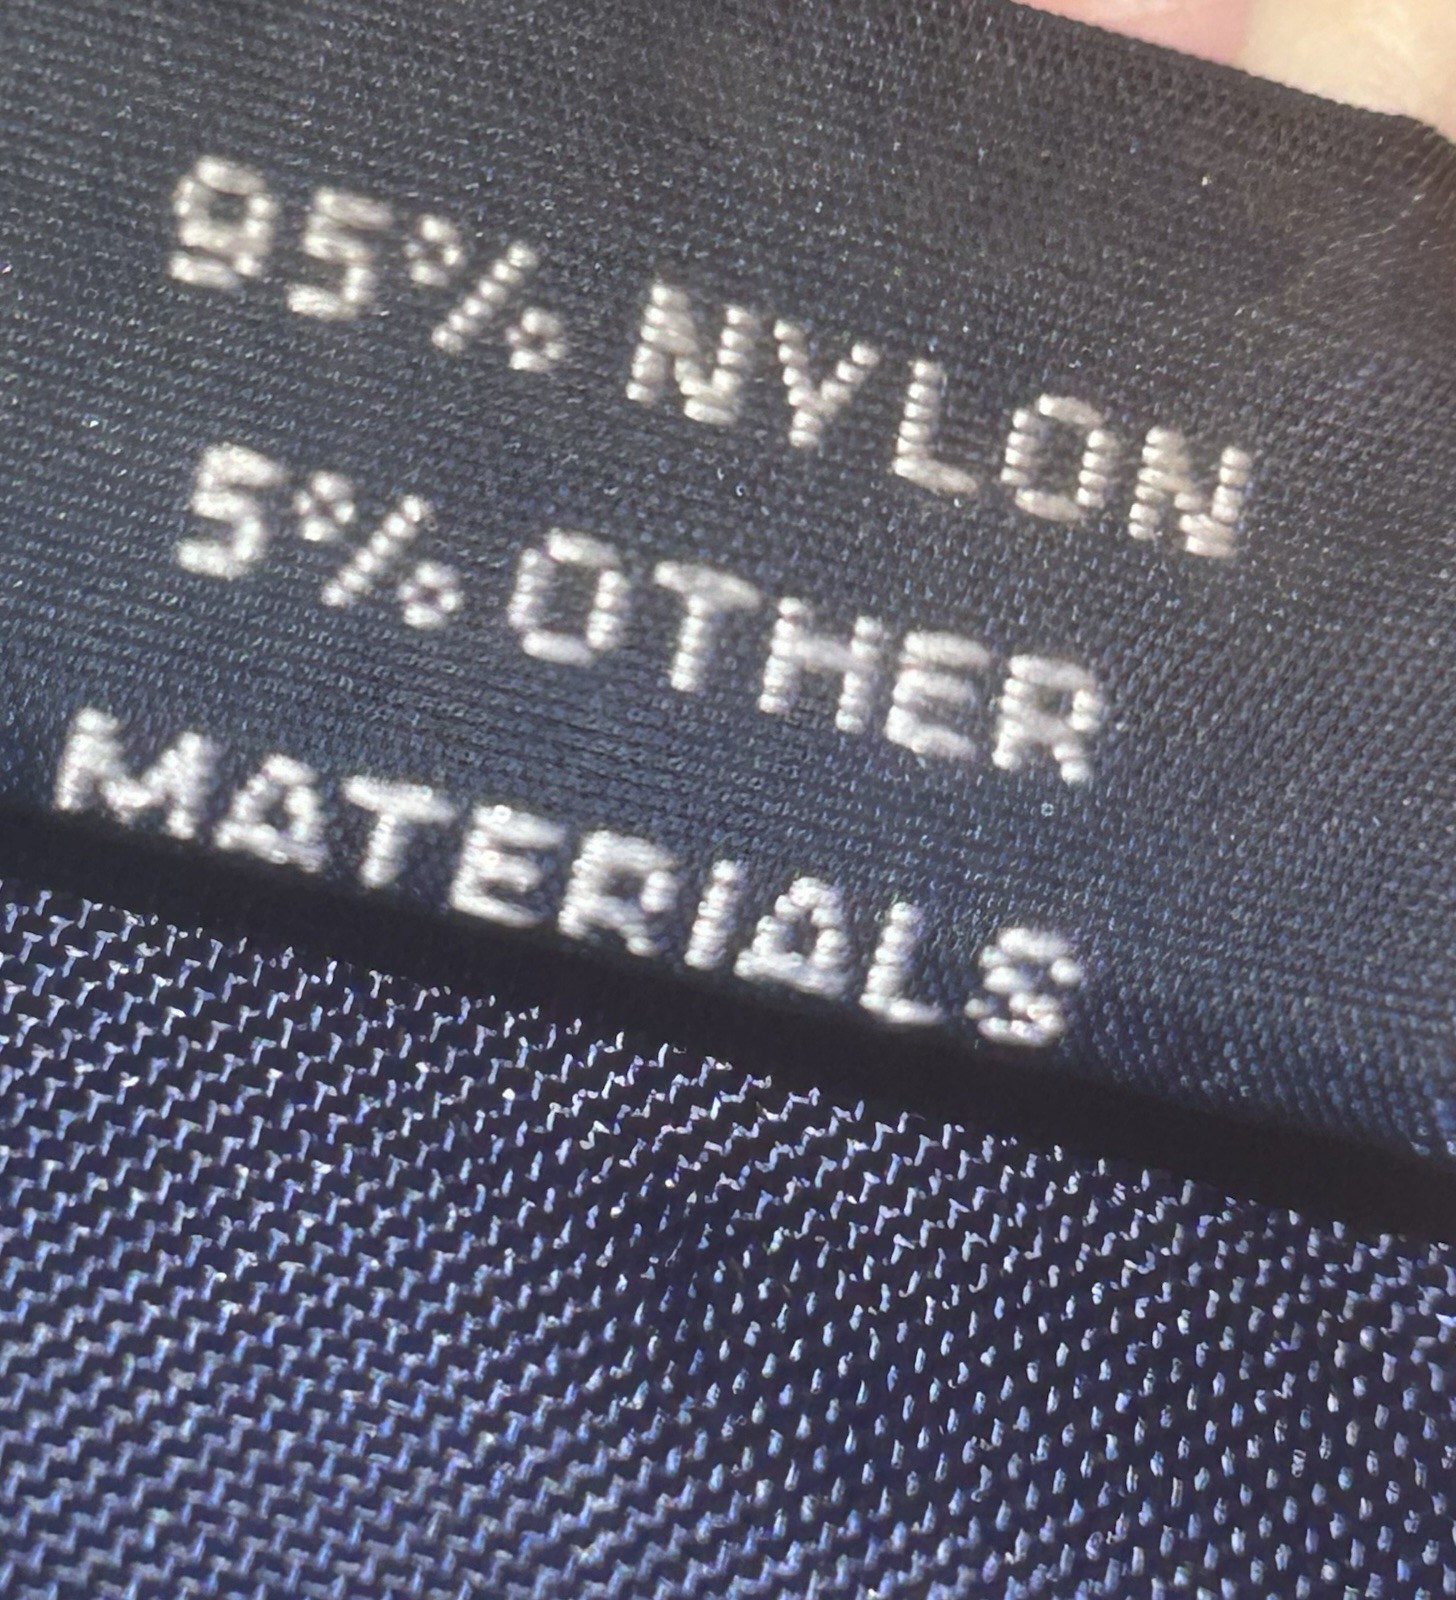 95% NYLON
5% OTHER
MATERIALS